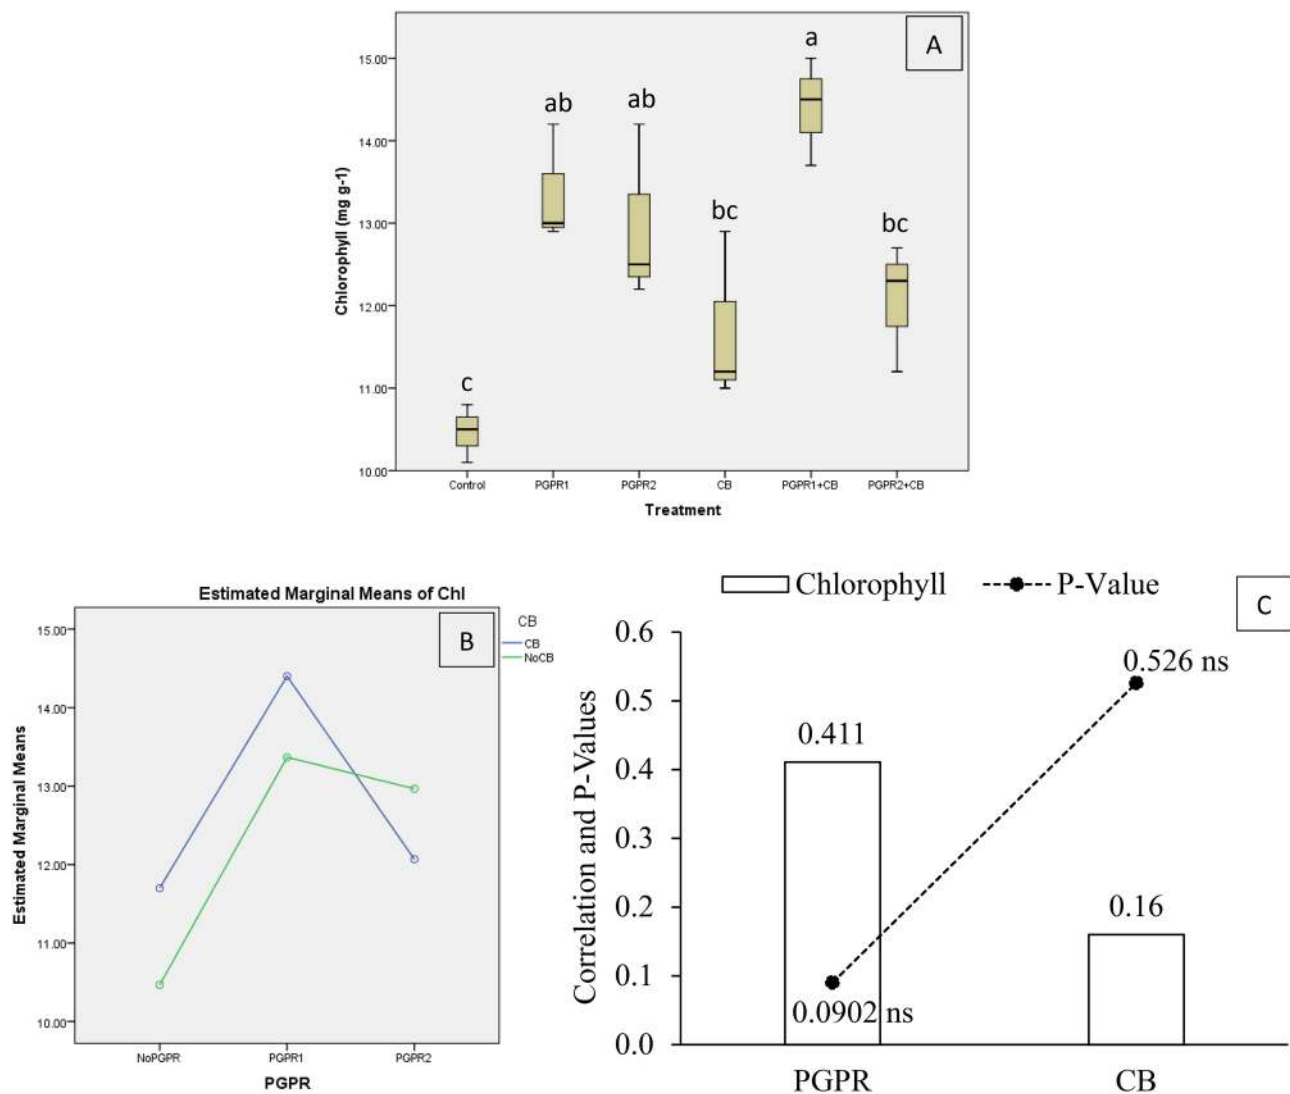 A
Chlorophyll (mg g-1)
15.00
14.00
13.00
12.00
11.00
10.00
c
ab
ab
bc
a
bc
Control
PGPR1
PGPR2
CB
PGPR1+CB
PGPR2+CB
Treatment
Estimated Marginal Means of Chl
B
CB
CB
NoCB
Estimated Marginal Means
15.00
14.00
13.00
12.00
11.00
10.00
NoPGPR
PGPR1
PGPR2
PGPR
Chlorophyll
P-Value
C
Correlation and P-Values
0.6
0.5
0.4
0.3
0.2
0.1
0.0
0.411
0.0902 ns
0.526 ns
0.16
PGPR
CB